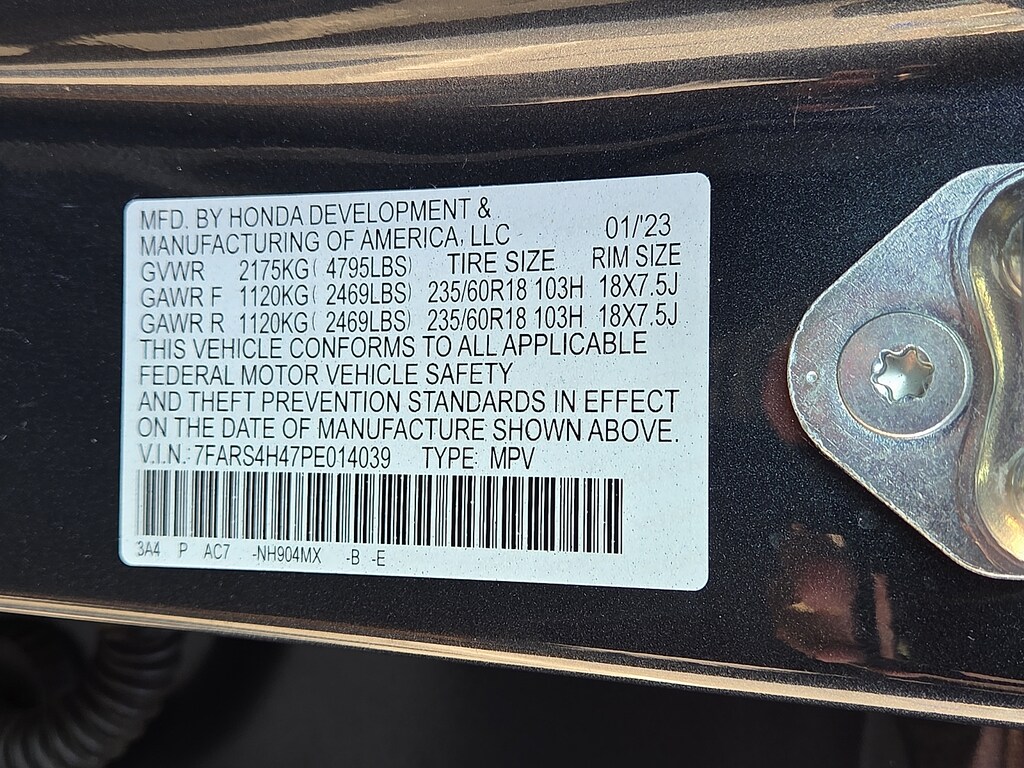 MFD. BY HONDA DEVELOPMENT &
MANUFACTURING OF AMERICA, LLC 01/'23
GVWR 2175KG( 4795LBS) TIRE SIZE RIM SIZE
GAWR F 1120KG( 2469LBS) 235/60R18 103H 18X7.5J
GAWR R 1120KG( 2469LBS) 235/60R18 103H 18X7.5J
THIS VEHICLE CONFORMS TO ALL APPLICABLE
FEDERAL MOTOR VEHICLE SAFETY
AND THEFT PREVENTION STANDARDS IN EFFECT
ON THE DATE OF MANUFACTURE SHOWN ABOVE.
V.I.N.: 7FARS4H47PE014039 TYPE: MPV
3A4 P AC7 -NH904MX -B -E